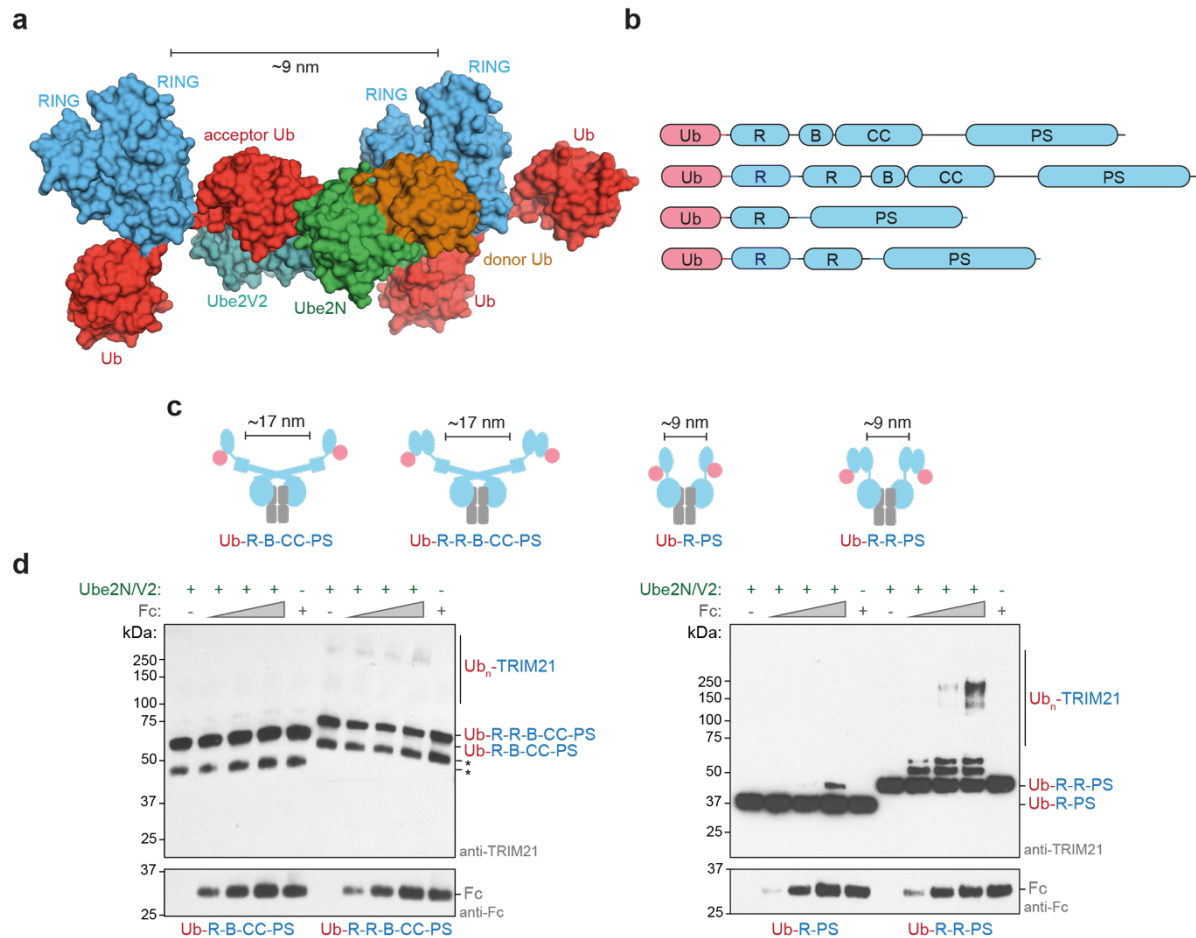 a
~9 nm
RING
RING
RING
RING
acceptor Ub
Ub
donor Ub
Ube2V2
Ube2N
Ub
Ub
b
Ub R B CC PS
Ub R R B CC PS
Ub R PS
Ub R R PS
c
~17 nm ~17 nm ~9 nm ~9 nm
Ub-R-B-CC-PS Ub-R-R-B-CC-PS Ub-R-PS Ub-R-R-PS
d
Ube2N/V2: + + + + - + + + + -
Fc: - + - +
kDa:
250
150
100
75
50
37
25
Ubn-TRIM21
Ub-R-R-B-CC-PS
Ub-R-B-CC-PS
*
*
anti-TRIM21
37
25
Fc
anti-Fc
Ub-R-B-CC-PS Ub-R-R-B-CC-PS
Ube2N/V2: + + + + - + + + + -
Fc: - + - +
kDa:
250
150
100
75
50
37
25
Ubn-TRIM21
Ub-R-R-PS
Ub-R-PS
anti-TRIM21
37
25
Fc
anti-Fc
Ub-R-PS Ub-R-R-PS